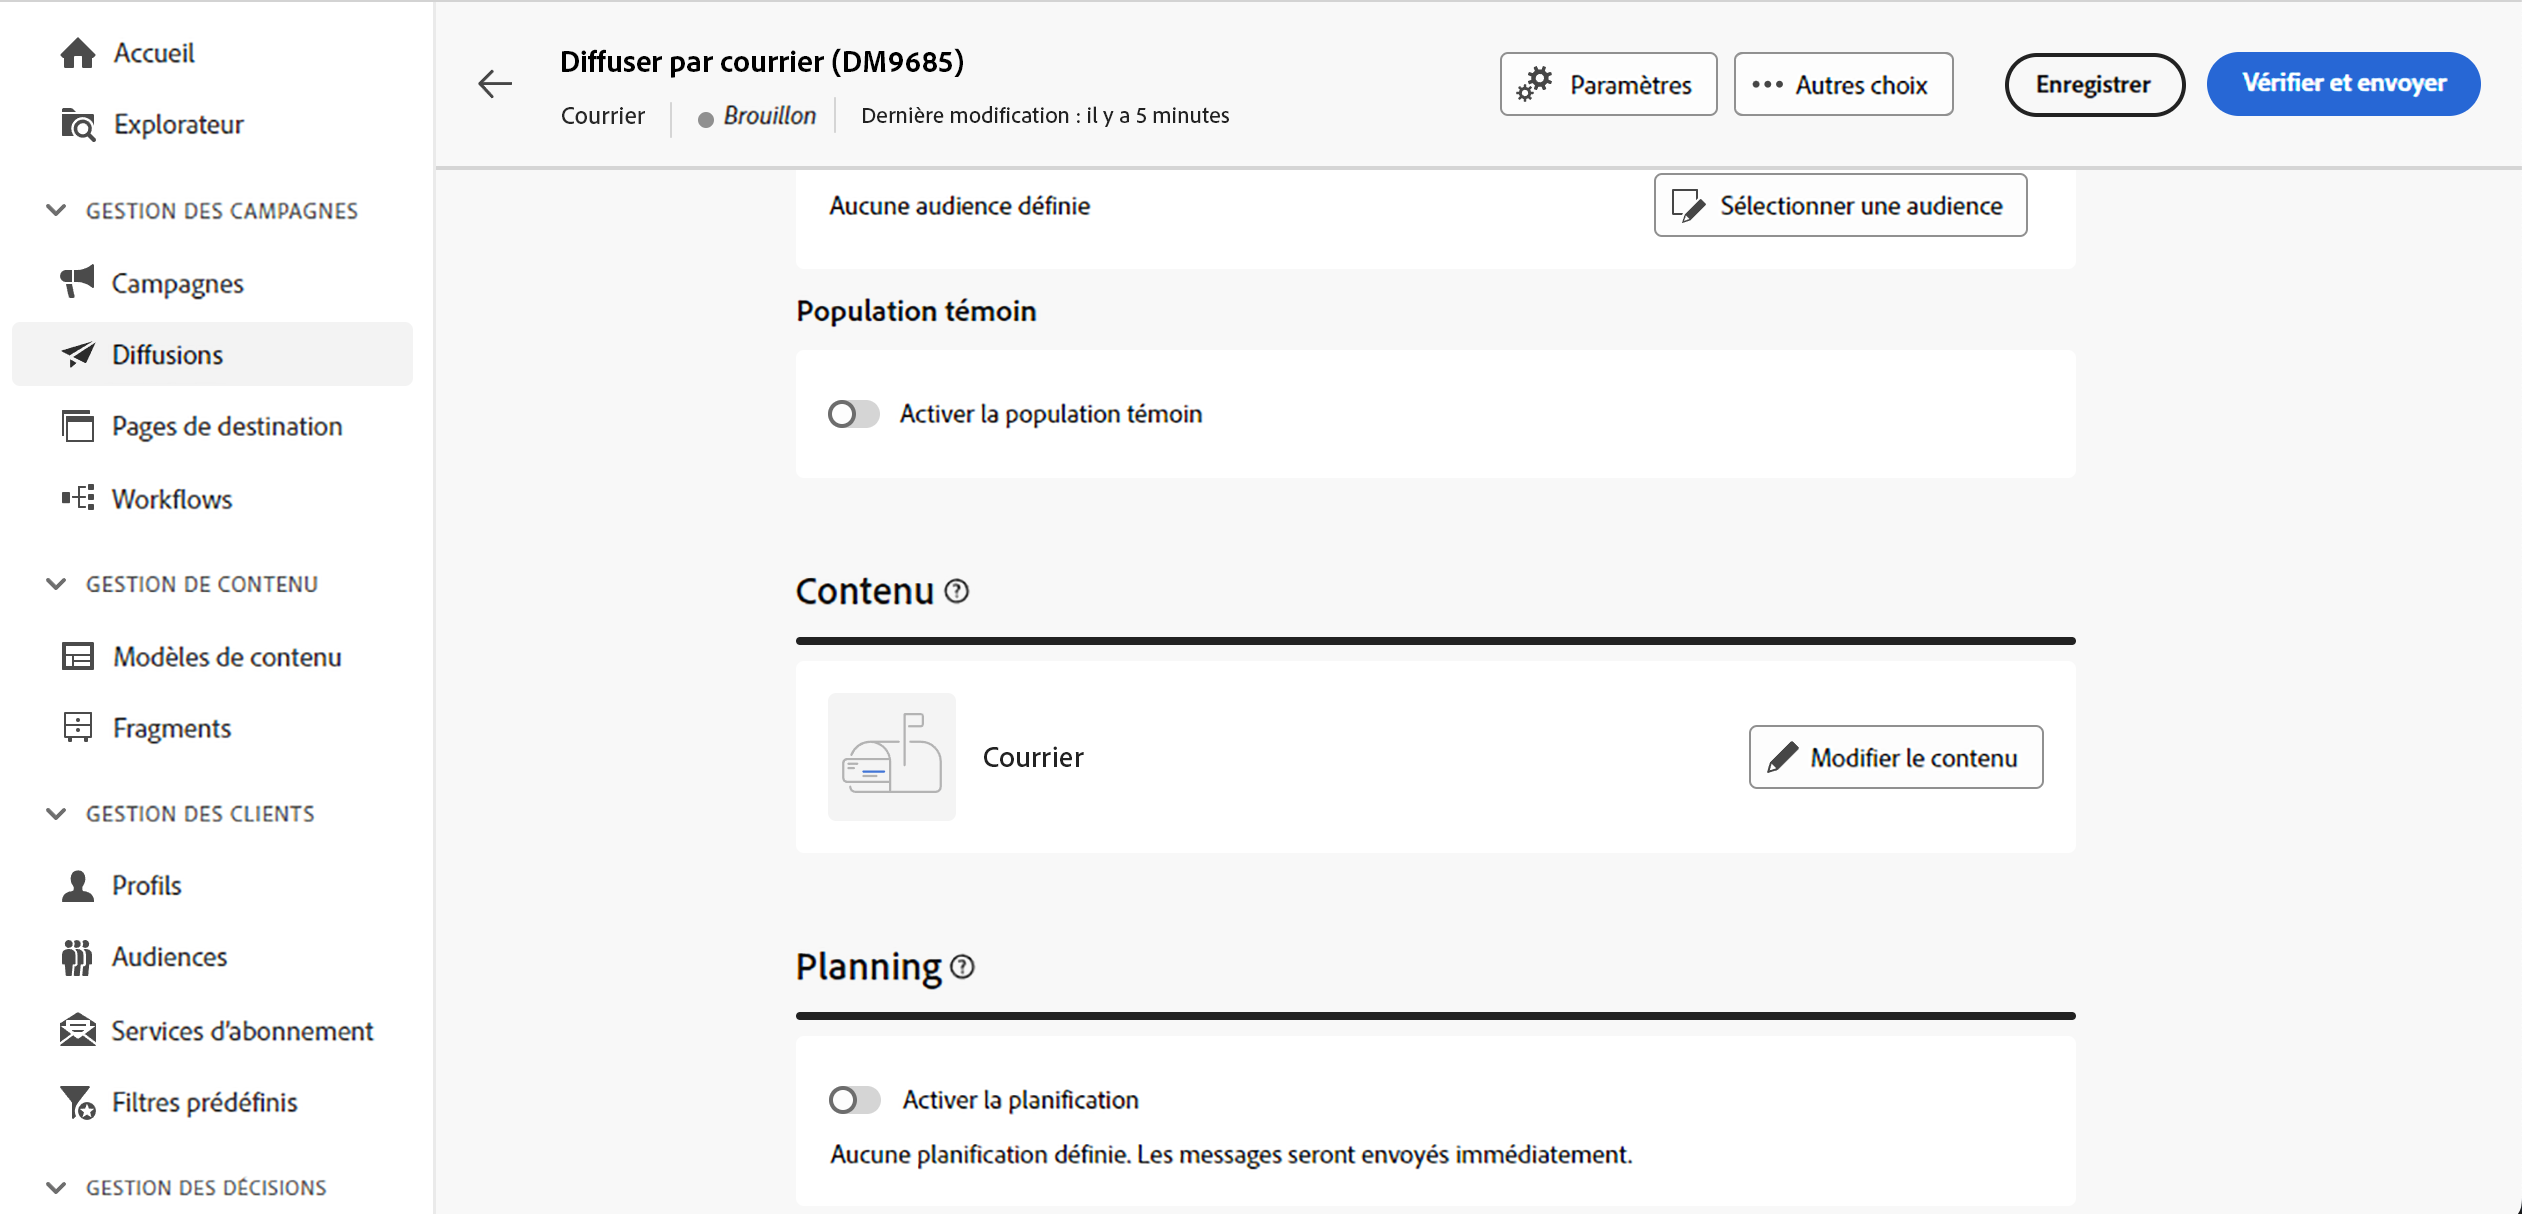 Accueil
Explorateur
GESTION DES CAMPAGNES
Campagnes
Diffusions
Pages de destination
Workflows
GESTION DE CONTENU
Modèles de contenu
Fragments
GESTION DES CLIENTS
Profils
Audiences
Services d'abonnement
Filtres prédéfinis
GESTION DES DÉCISIONS
Diffuser par courrier (DM9685)
Courrier
Brouillon
Dernière modification : il y a 5 minutes
Paramètres
Autres choix
Enregistrer
Vérifier et envoyer
Aucune audience définie
Sélectionner une audience
Population témoin
Activer la population témoin
Contenu
Courrier
Modifier le contenu
Planning
Activer la planification
Aucune planification définie. Les messages seront envoyés immédiatement.